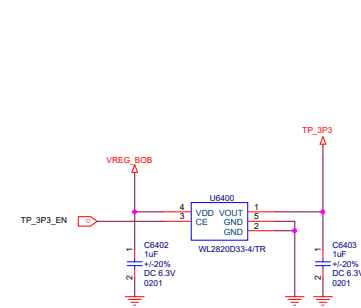 TP_3P3
VREG_BOB
U6400
4 VDD VOUT 1
3 CE GND 5
GND 2
TP_3P3_EN
WL2820D33-4/TR
1
C6402
1uF
+/-20%
DC 6.3V
0201
2
1
C6403
1uF
+/-20%
DC 6.3V
0201
2